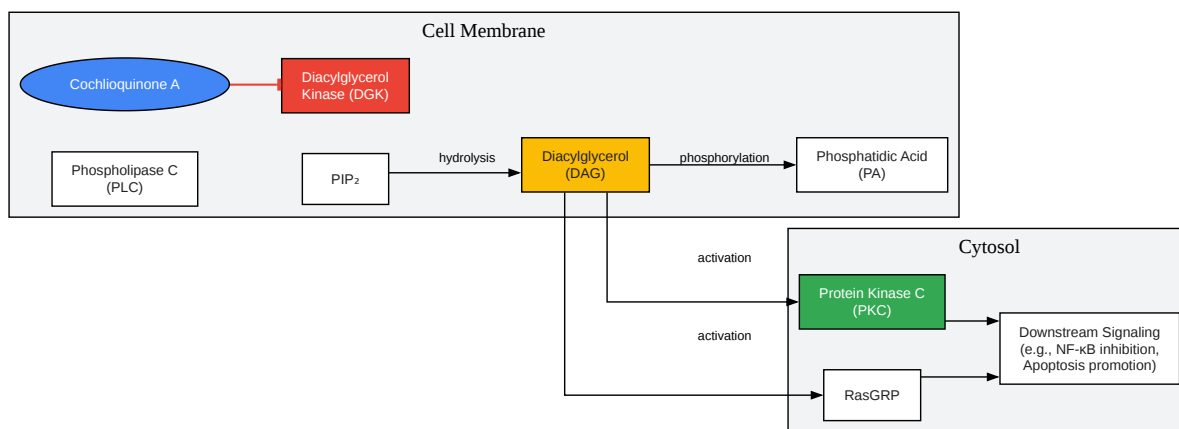 Cell Membrane
Cochlioquinone A
Diacylglycerol
Kinase (DGK)
Phospholipase C
(PLC)
PIP₂
hydrolysis
Diacylglycerol
(DAG)
phosphorylation
Phosphatidic Acid
(PA)
Cytosol
activation
Protein Kinase C
(PKC)
activation
Downstream Signaling
(e.g., NF-κB inhibition,
Apoptosis promotion)
RasGRP